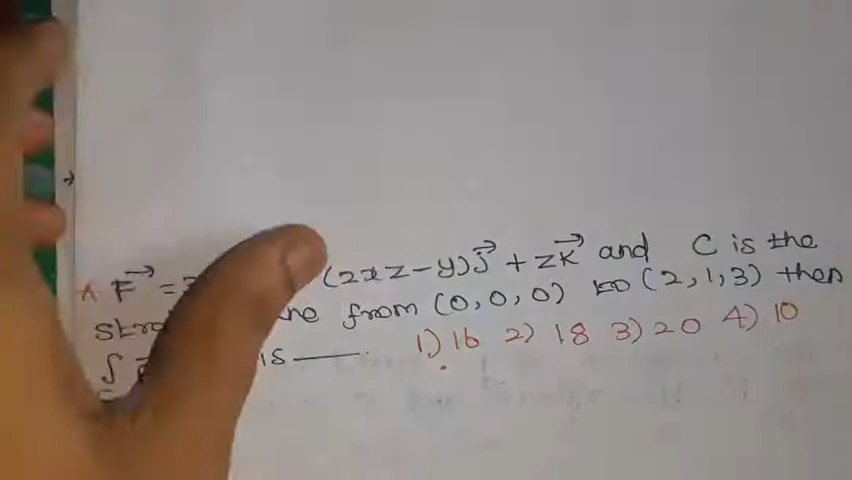 F = (2xz-y)j + zk and C is the
from (0,0,0) to (2,1,3) then
∫ is ___. 1) 16 2) 18 3) 20 4) 10